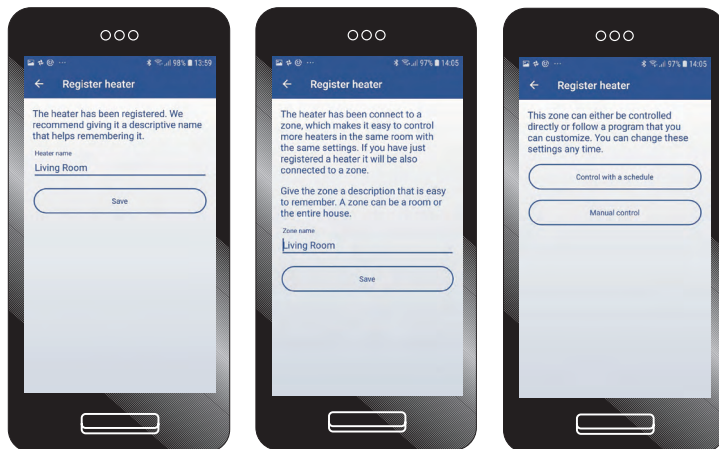 98% 13:59
Register heater
The heater has been registered. We
recommend giving it a descriptive name
that helps remembering it.
Heater name
Living Room
Save
97% 14:05
Register heater
The heater has been connect to a
zone, which makes it easy to control
more heaters in the same room with
the same settings. If you have just
registered a heater it will be also
connected to a zone.
Give the zone a description that is easy
to remember. A zone can be a room or
the entire house.
Zone name
Living Room
Save
97% 14:05
Register heater
This zone can either be controlled
directly or follow a program that you
can customize. You can change these
settings any time.
Control with a schedule
Manual control